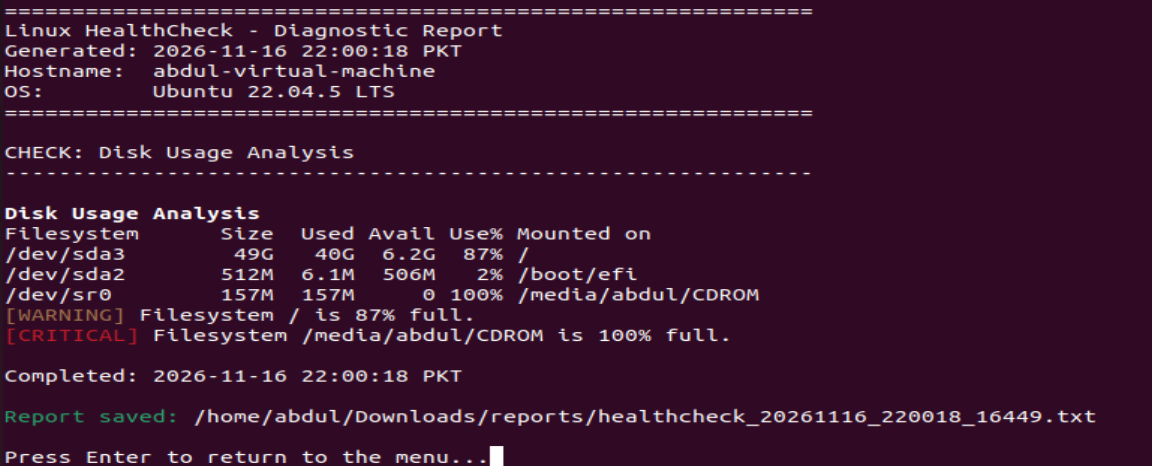 ============================================================
Linux HealthCheck - Diagnostic Report
Generated: 2026-11-16 22:00:18 PKT
Hostname:  abdul-virtual-machine
OS:        Ubuntu 22.04.5 LTS
============================================================
CHECK: Disk Usage Analysis
------------------------------------------------------------
Disk Usage Analysis
Filesystem      Size  Used Avail Use% Mounted on
/dev/sda3        49G   40G  6.2G  87% /
/dev/sda2       512M  6.1M  506M   2% /boot/efi
/dev/sr0        157M  157M     0 100% /media/abdul/CDROM
[WARNING] Filesystem / is 87% full.
[CRITICAL] Filesystem /media/abdul/CDROM is 100% full.
Completed: 2026-11-16 22:00:18 PKT
Report saved: /home/abdul/Downloads/reports/healthcheck_20261116_220018_16449.txt
Press Enter to return to the menu...